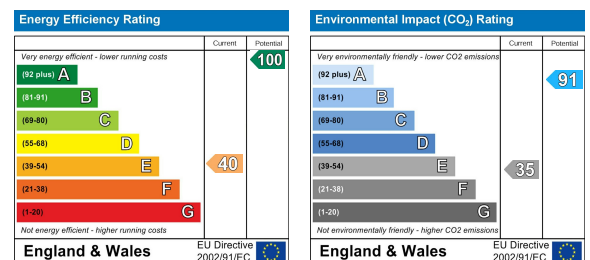 Energy Efficiency Rating
Current Potential
Very energy efficient - lower running costs
(92 plus) A
100
(81-91) B
(69-80) C
(55-68) D
(39-54) E
40
(21-38) F
(1-20) G
Not energy efficient - higher running costs
England & Wales
EU Directive
2002/91/EC
Environmental Impact (CO₂) Rating
Current Potential
Very environmentally friendly - lower CO2 emissions
(92 plus) A
(81-91) B
91
(69-80) C
(55-68) D
(39-54) E
35
(21-38) F
(1-20) G
Not environmentally friendly - higher CO2 emissions
England & Wales
EU Directive
2002/91/EC